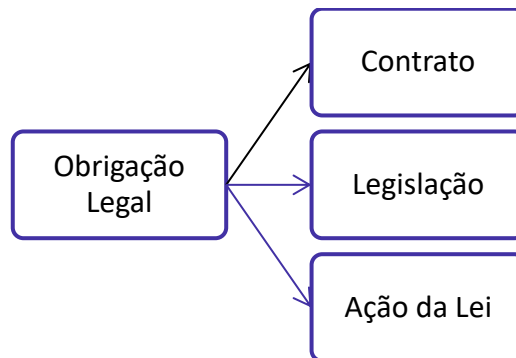 Contrato
Obrigação
Legal
Legislação
Ação da Lei